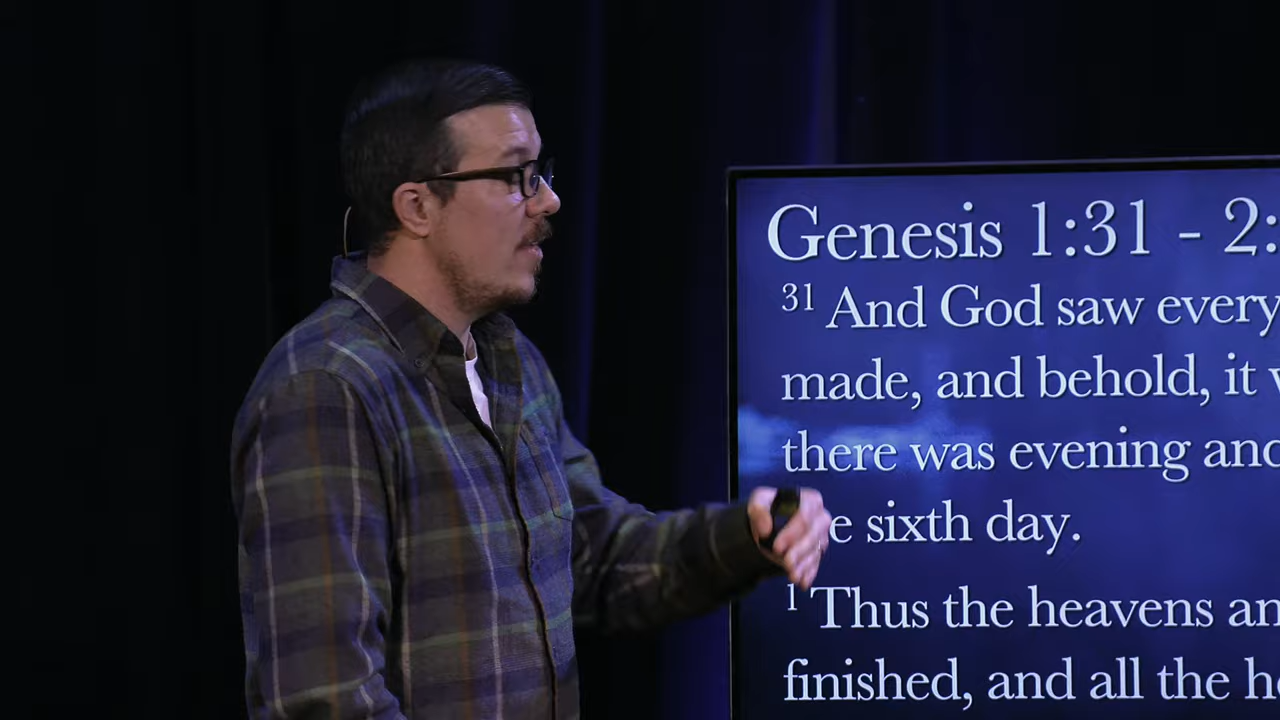 Genesis 1:31 - 2:
31 And God saw every
made, and behold, it
there was evening and
sixth day.
1 Thus the heavens an
finished, and all the